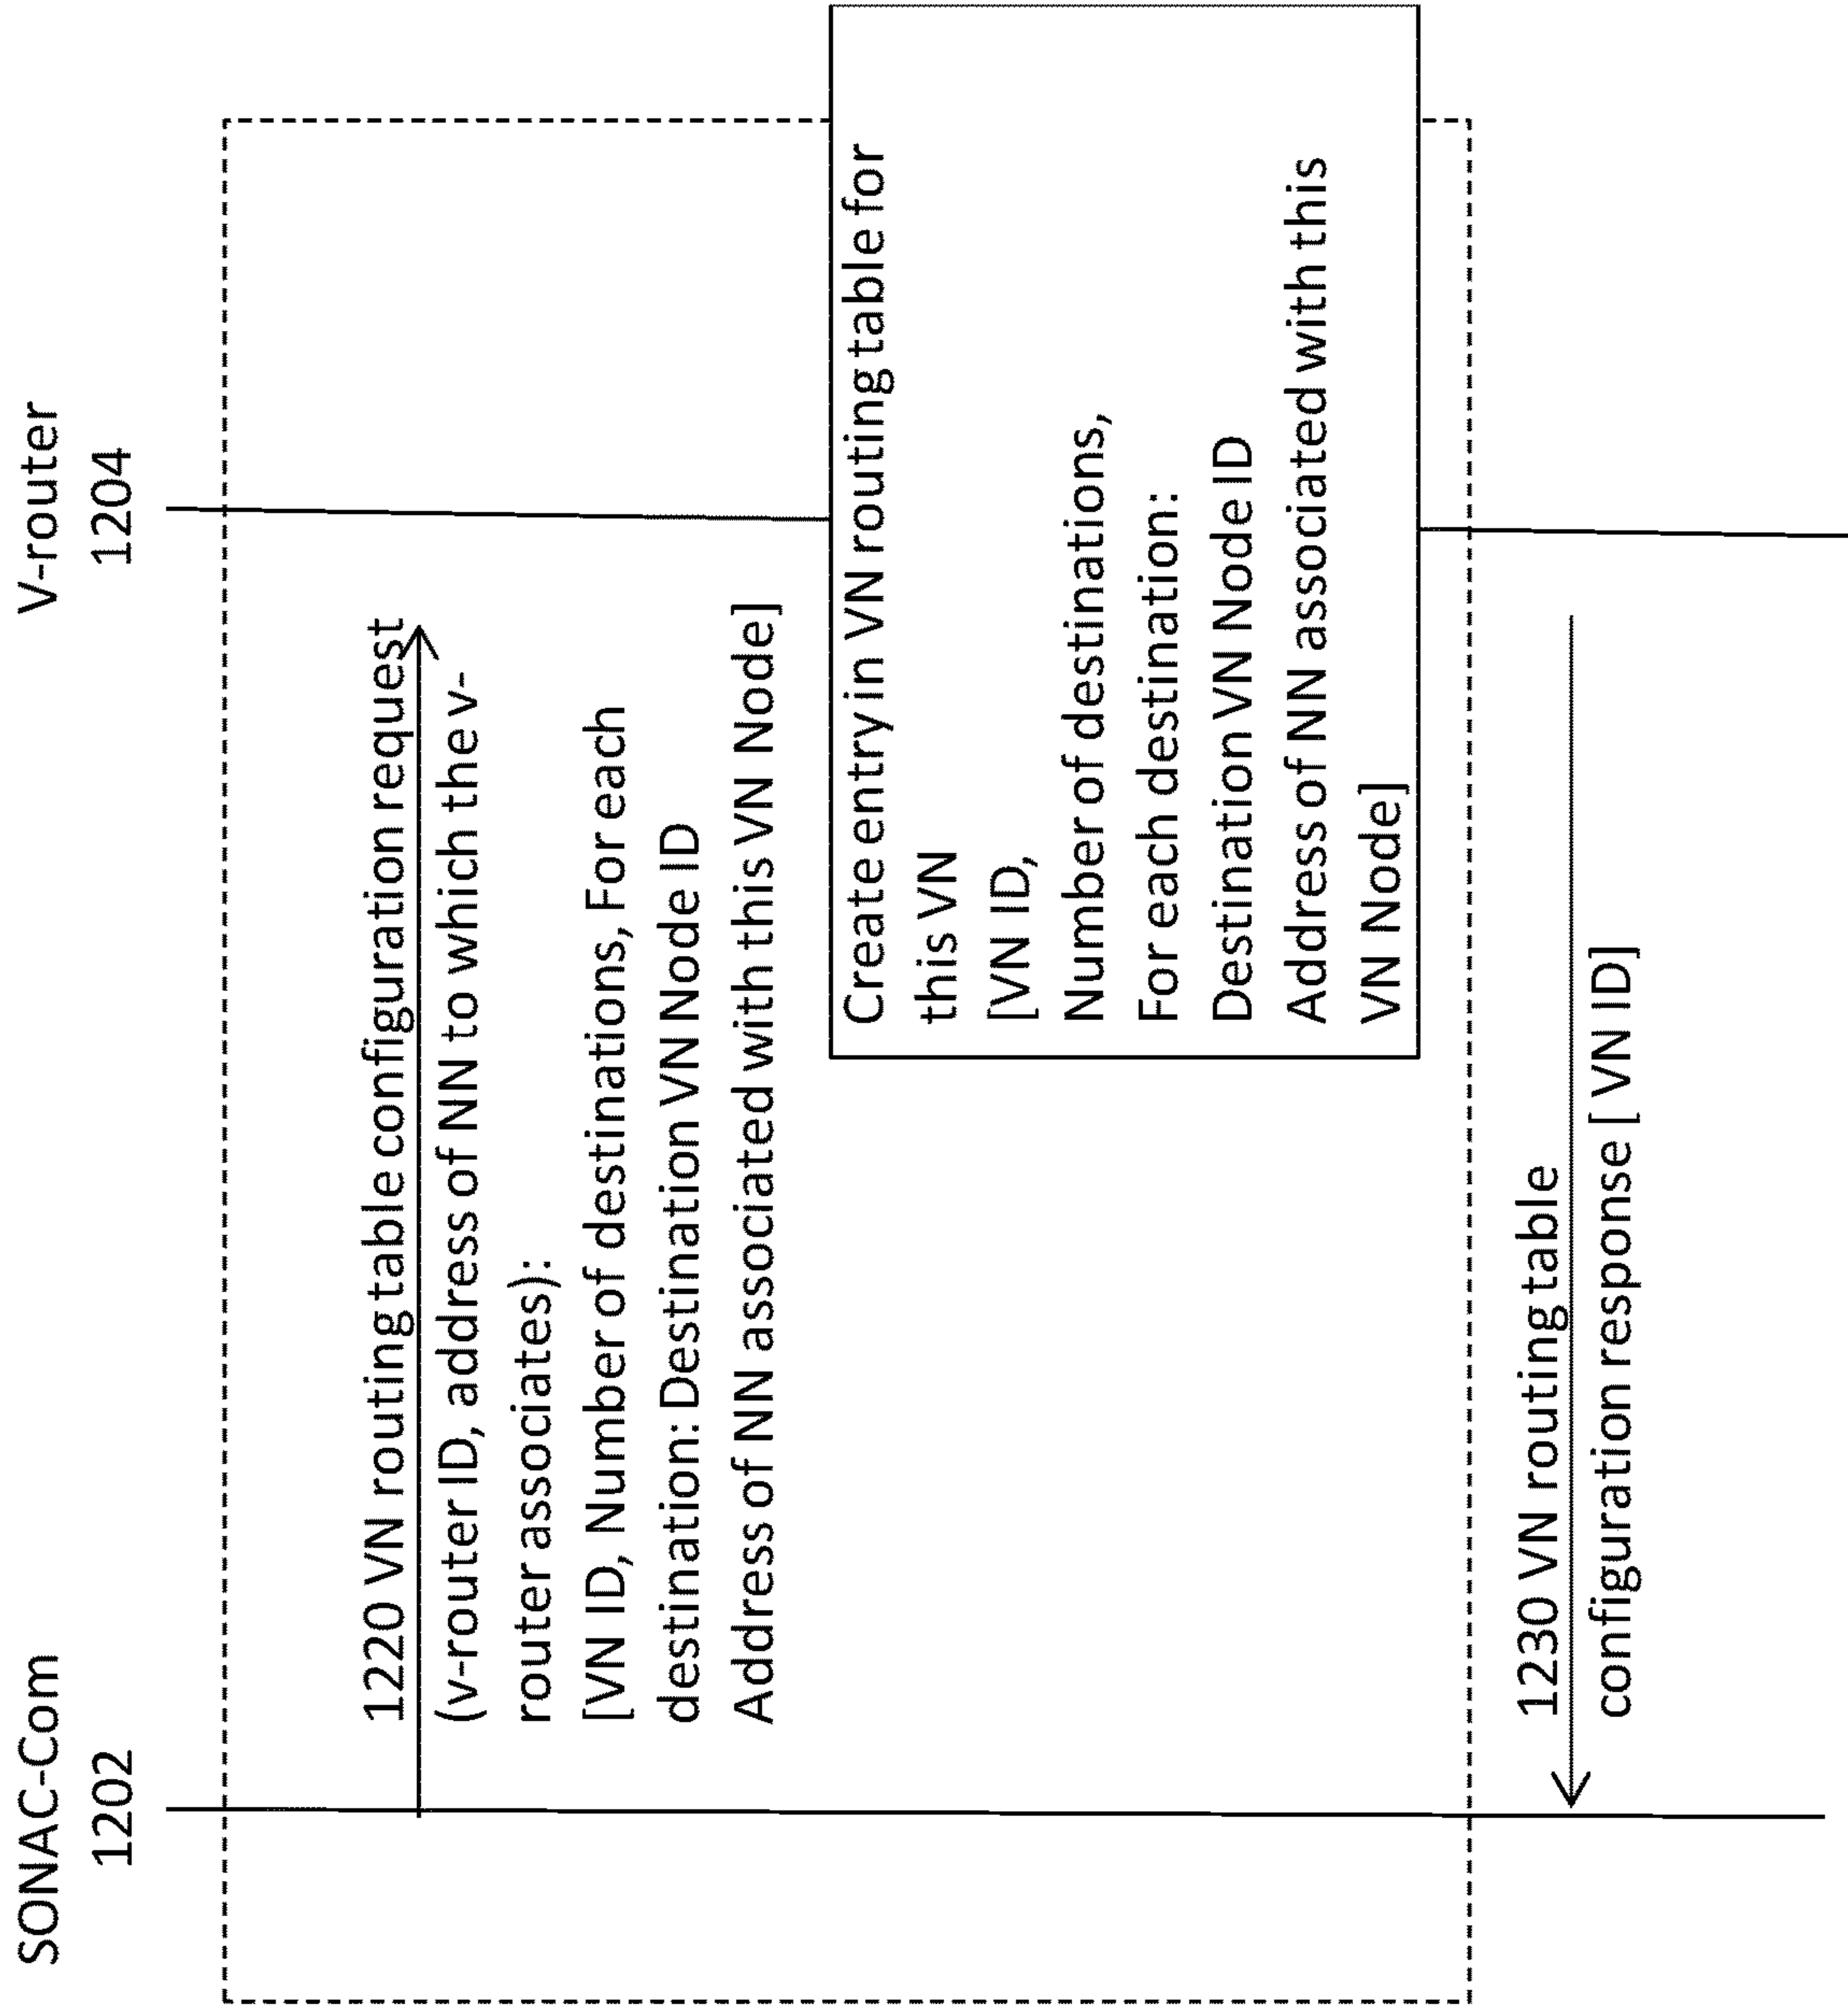 SONAC-Com
1202
V-router
1204
1220 VN routing table configuration request
(v-router ID, address of NN to which the v-
router associates):
[VN ID, Number of destinations, For each
destination: Destination VN Node ID
Address of NN associated with this VN Node]
Create entry in VN routing table for
this VN
[VN ID,
Number of destinations,
For each destination:
Destination VN Node ID
Address of NN associated with this
VN Node]
1230 VN routing table
configuration response [ VN ID]